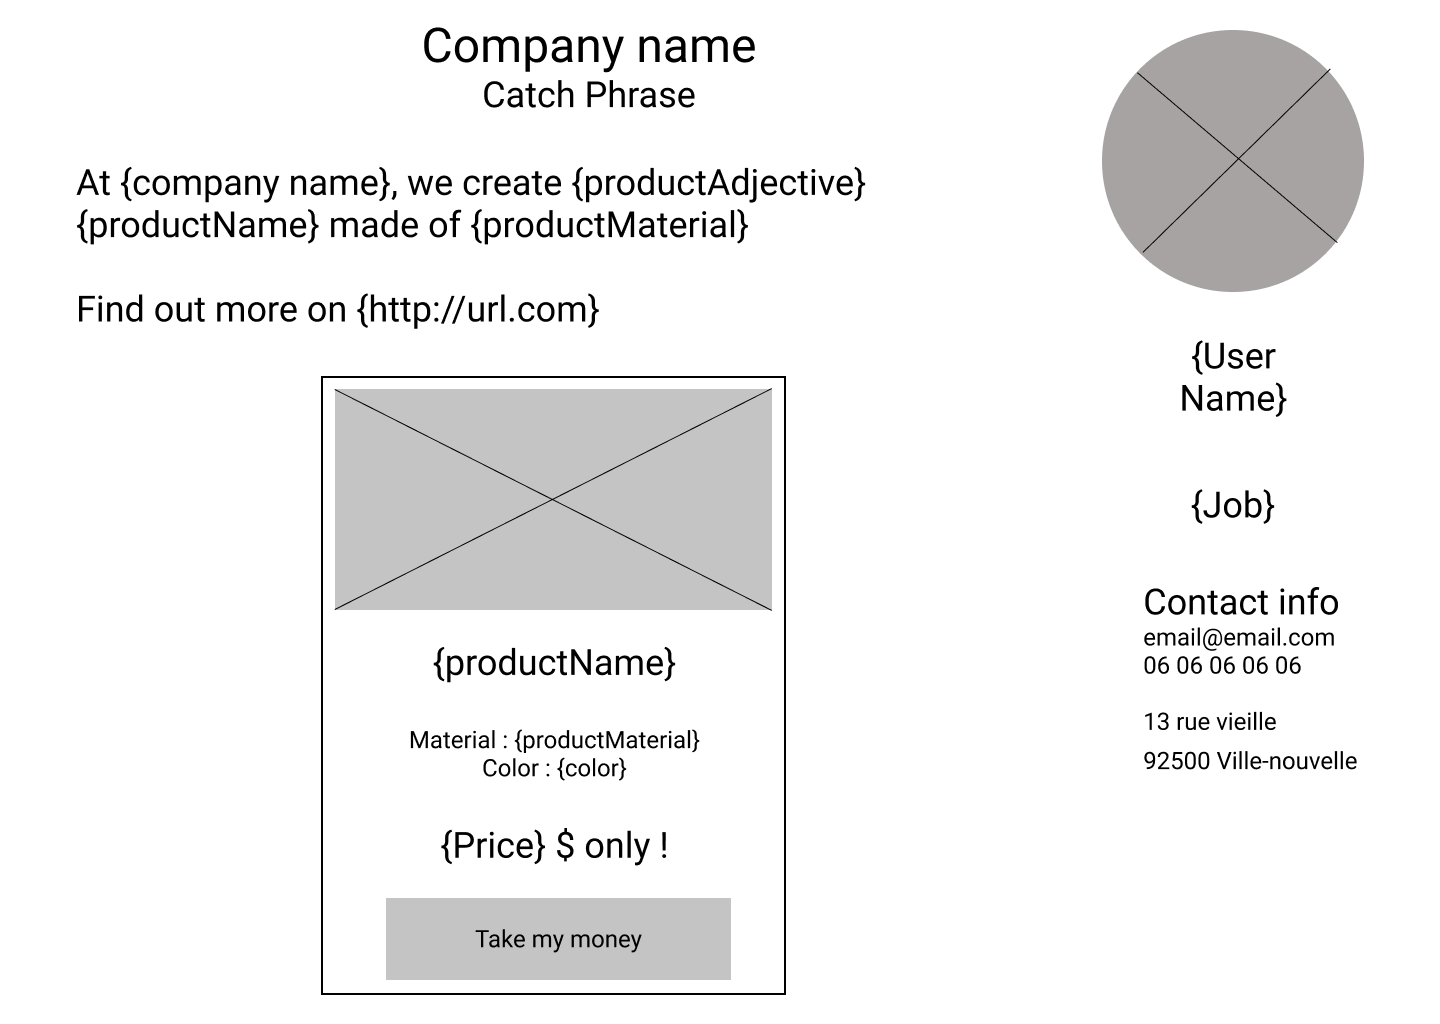 Company name
Catch Phrase
At {company name}, we create {productAdjective}
{productName} made of {productMaterial}
Find out more on {http://url.com}
{productName}
Material : {productMaterial}
Color : {color}
{Price} $ only !
Take my money
{User
Name}
{Job}
Contact info
email@email.com
06 06 06 06 06
13 rue vieille
92500 Ville-nouvelle